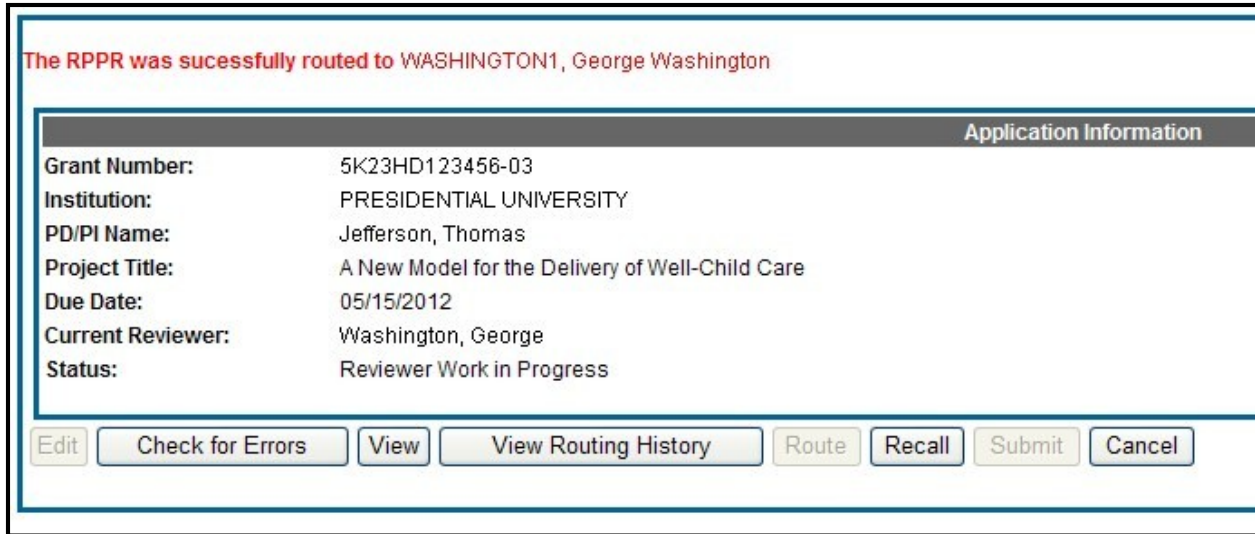 The RPPR was sucessfully routed to WASHINGTON1, George Washington
Application Information
Grant Number: 5K23HD123456-03
Institution: PRESIDENTIAL UNIVERSITY
PD/PI Name: Jefferson, Thomas
Project Title: A New Model for the Delivery of Well-Child Care
Due Date: 05/15/2012
Current Reviewer: Washington, George
Status: Reviewer Work in Progress
Edit Check for Errors View View Routing History Route Recall Submit Cancel